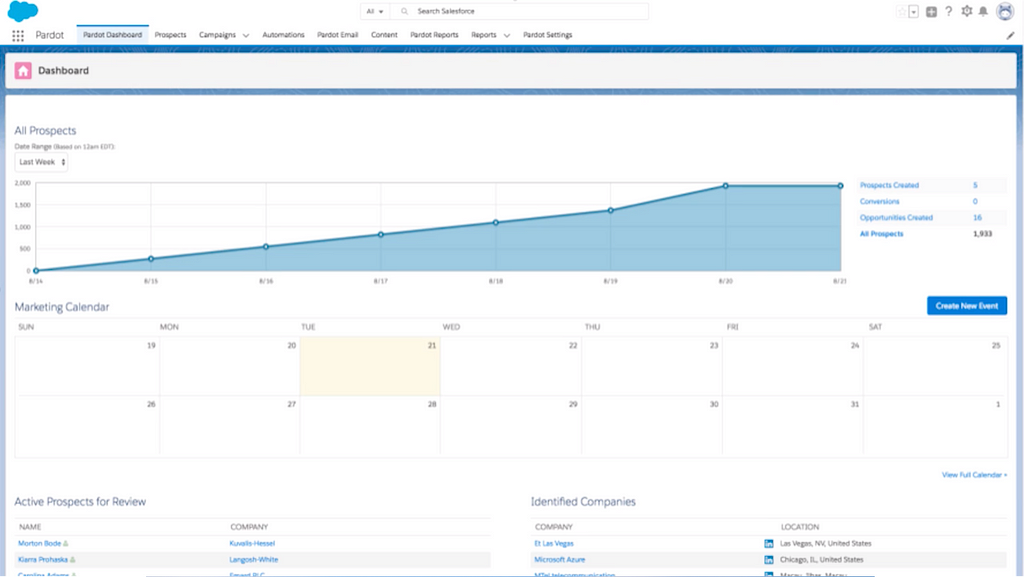 All Search Salesforce
Pardot Pardot Dashboard Prospects Campaigns Automations Pardot Email Content Pardot Reports Reports Pardot Settings
Dashboard
All Prospects
Date Range (Based on 12am EDT):
Last Week
2,000
1,500
1,000
500
0
8/14 8/15 8/16 8/17 8/18 8/19 8/20 8/21
Prospects Created 5
Conversions 0
Opportunities Created 16
All Prospects 1,933
Marketing Calendar Create New Event
SUN MON TUE WED THU FRI SAT
19 20 21 22 23 24 25
26 27 28 29 30 31 1
View Full Calendar »
Active Prospects for Review
NAME COMPANY
Morton Bode Kuvalis-Hessel
Kiarra Prohaska Langosh-White
Identified Companies
COMPANY LOCATION
Et Las Vegas Las Vegas, NV, United States
Microsoft Azure Chicago, IL, United States